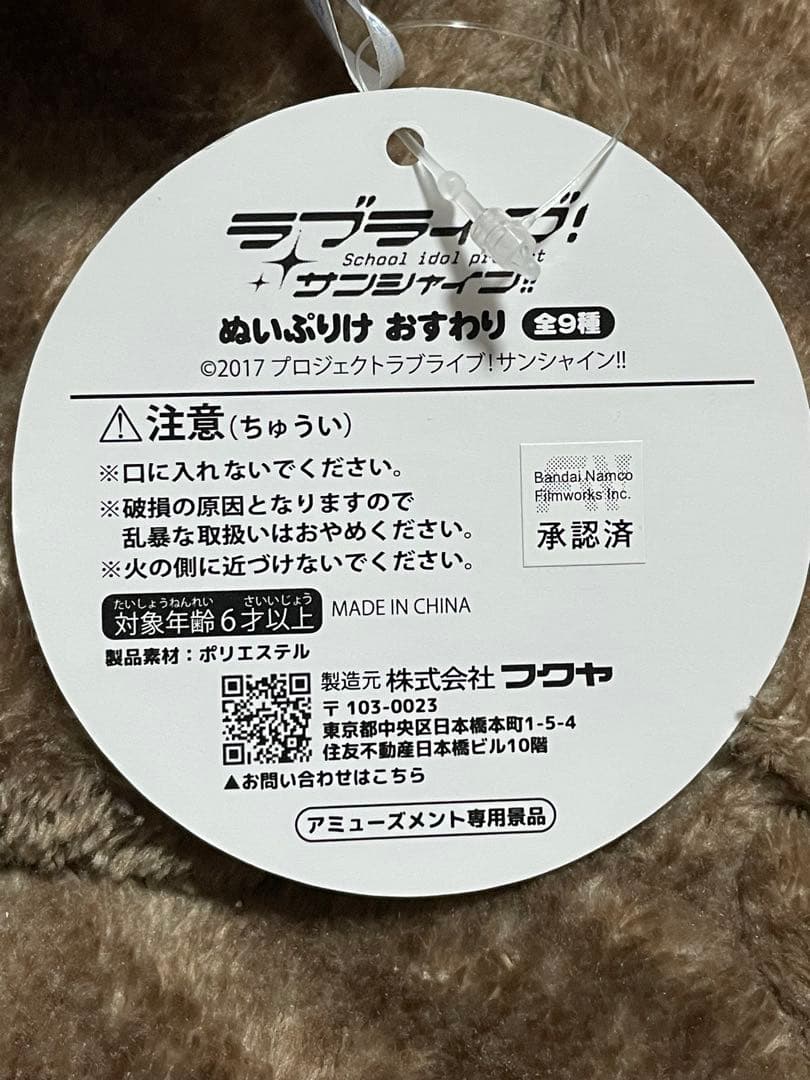 ラブライブ!
School idol project
サンシャイン!!
ぬいぷりけ おすわり 全9種
©2017 プロジェクトラブライブ!サンシャイン!!
注意(ちゅうい)
※口に入れないでください。
※破損の原因となりますので
乱暴な取扱いはおやめください。
※火の側に近づけないでください。
Bandai Namco
Filmworks Inc.
承認済
たいしょうねんれい さいいじょう
対象年齢6才以上
MADE IN CHINA
製品素材:ポリエステル
製造元 株式会社 フクヤ
〒103-0023
東京都中央区日本橋本町1-5-4
住友不動産日本橋ビル10階
▲お問い合わせはこちら
アミューズメント専用景品